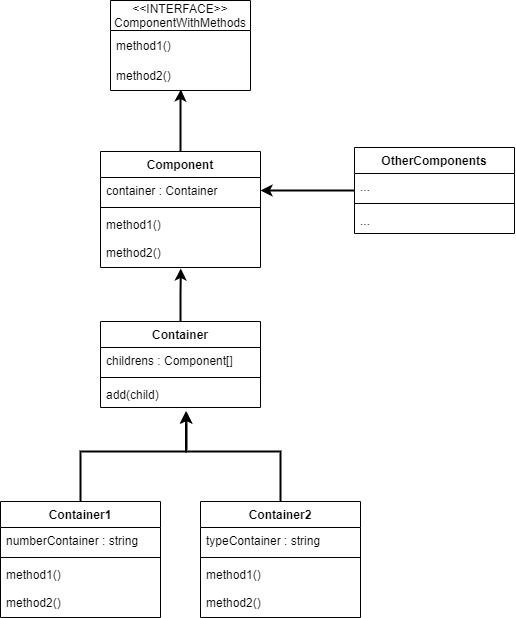 <<INTERFACE>>
ComponentWithMethods
method1()
method2()
Component
container : Container
method1()
method2()
OtherComponents
...
...
Container
childrens : Component[]
add(child)
Container1
numberContainer : string
method1()
method2()
Container2
typeContainer : string
method1()
method2()